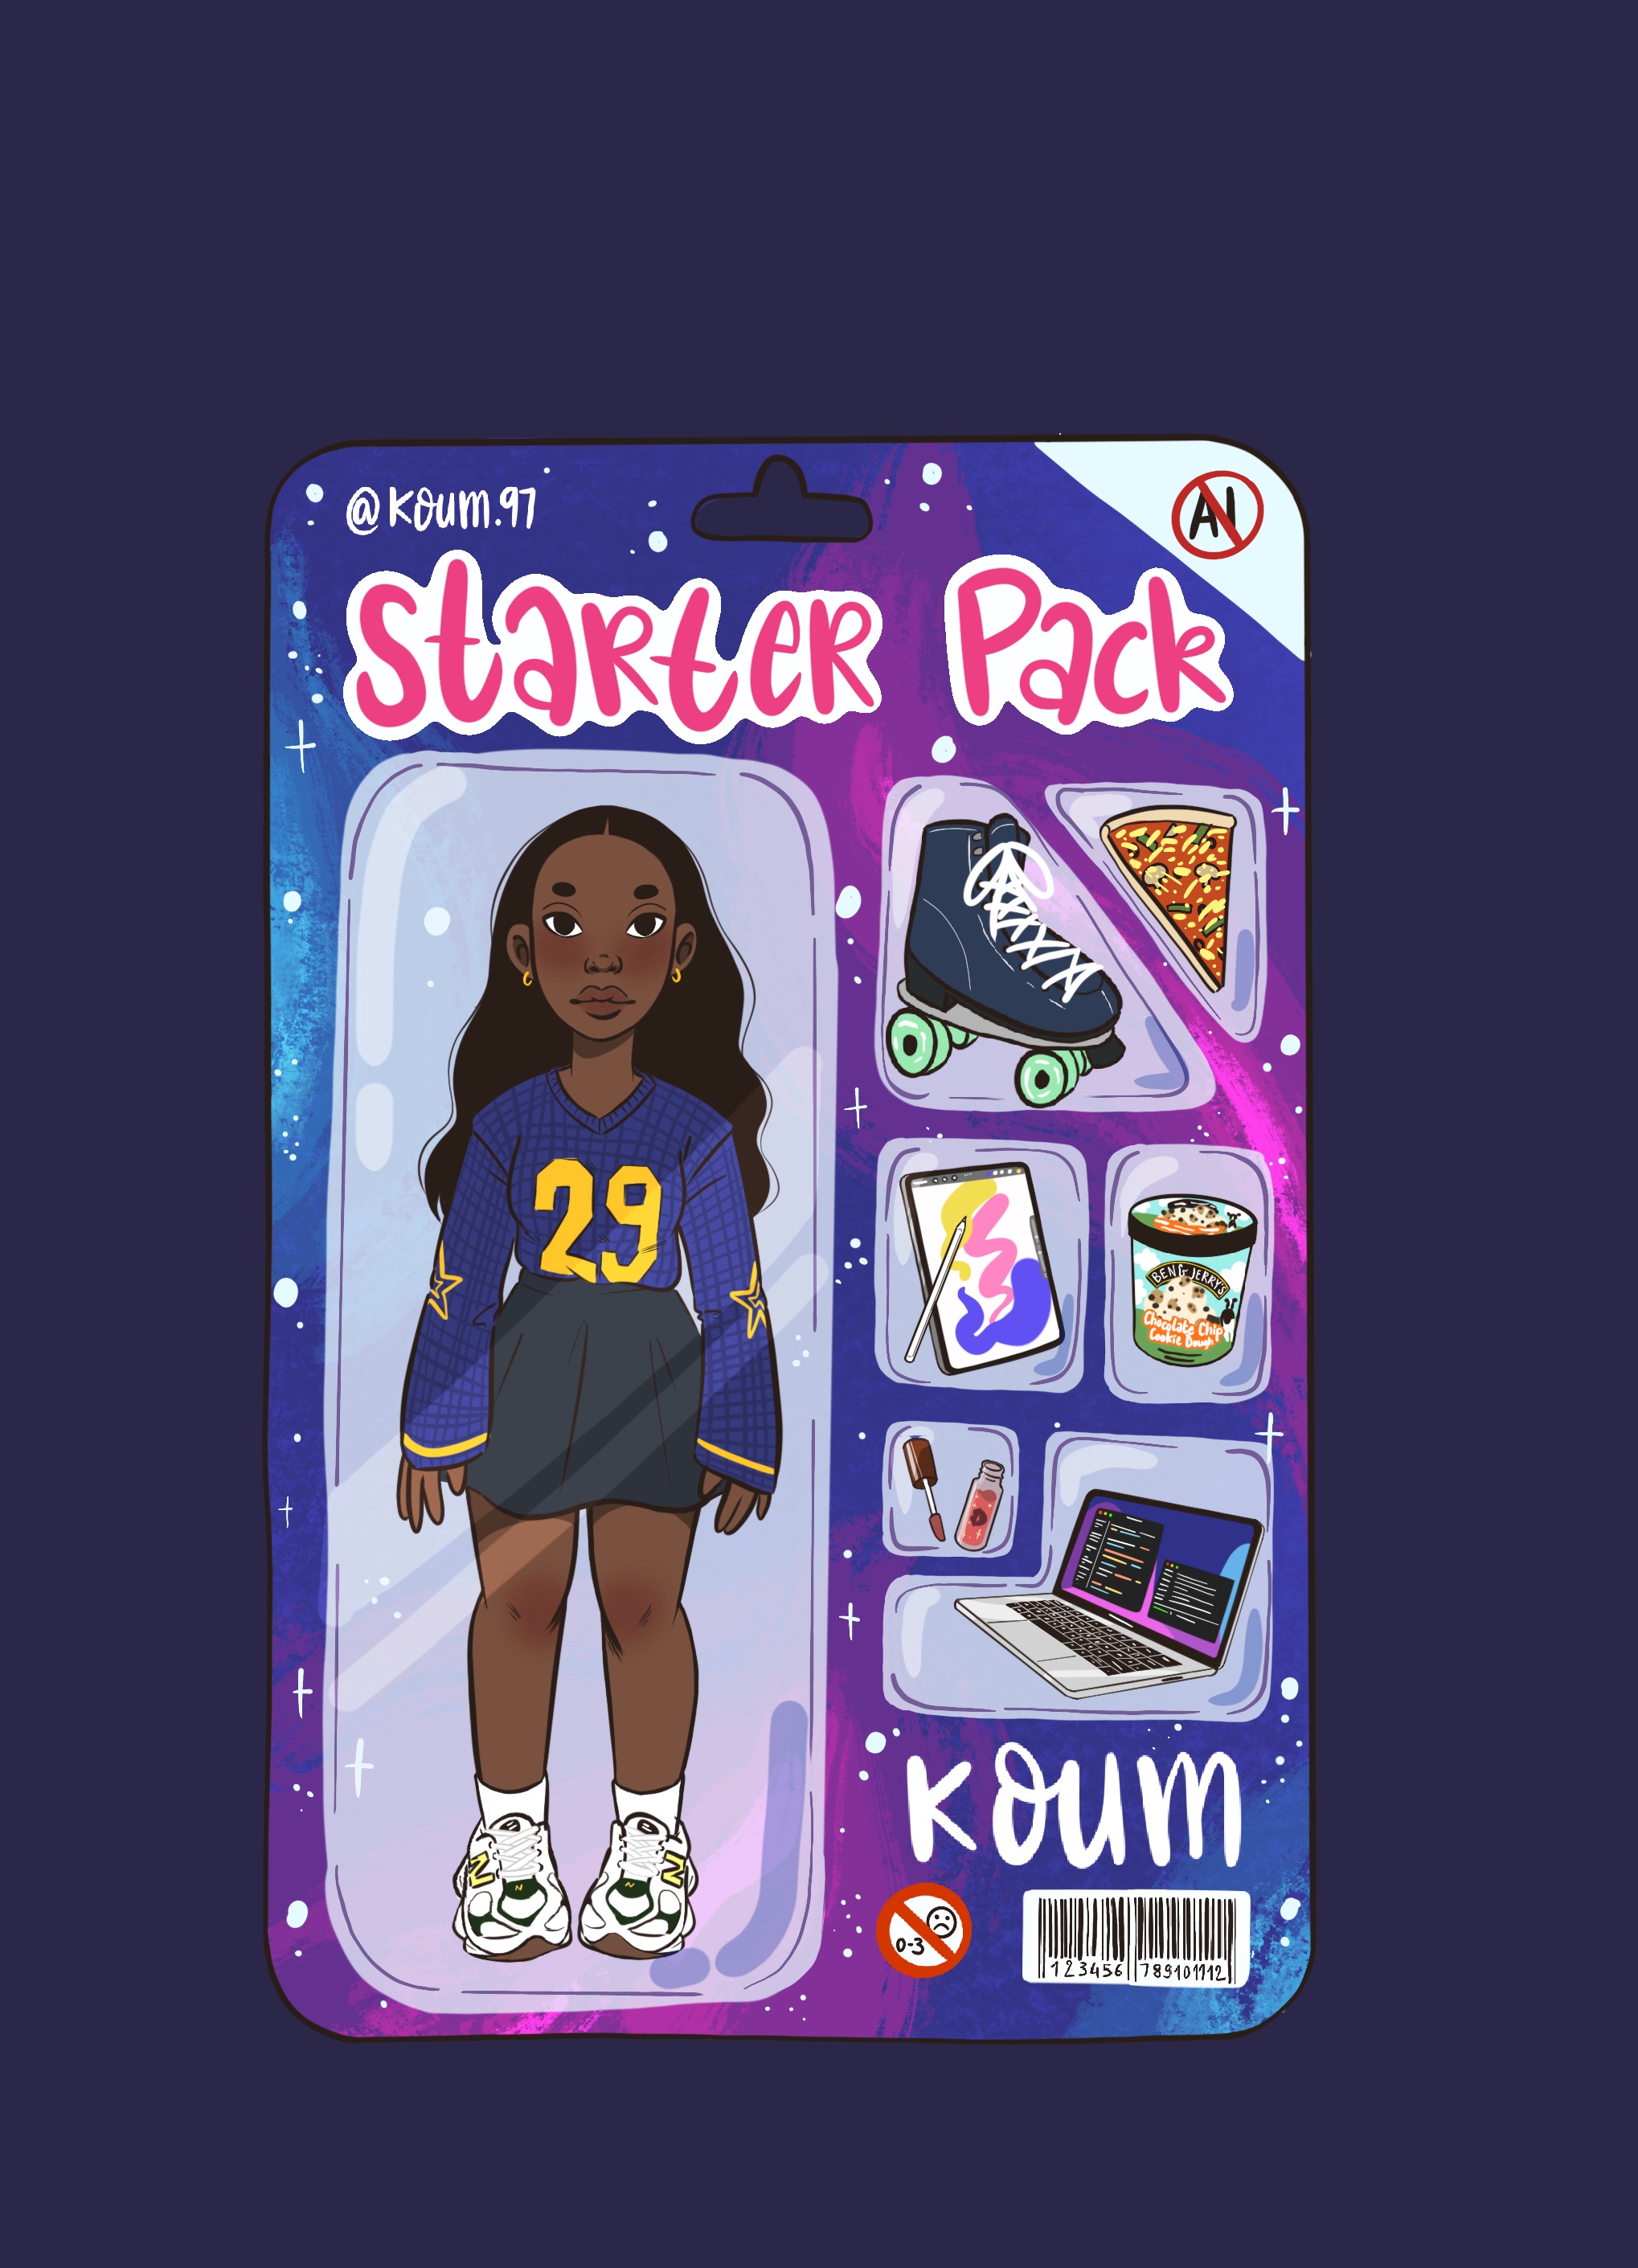 @koum.97
AI
Starter Pack
29
BEN & JERRY'S
Chocolate Chip
Cookie Dough
koum
0-3
N N N N
123456 789101112